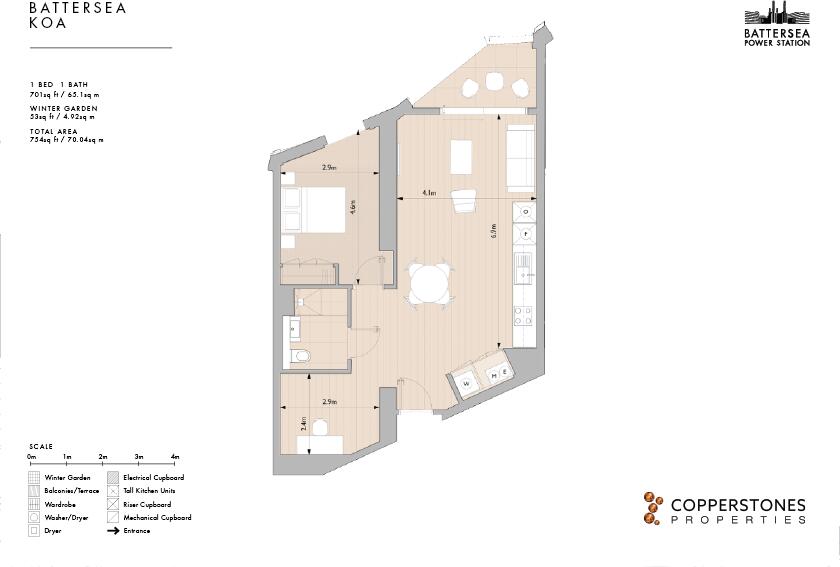 BATTERSEA
KOA
BATTERSEA
POWER STATION
1 BED 1 BATH
701sq ft / 65.1sq m
WINTER GARDEN
53sq ft / 4.92sq m
TOTAL AREA
754sq ft / 70.04sq m
2.9m
4.6m
4.1m
6.9m
O
F
W
M E
2.9m
2.4m
SCALE
0m 1m 2m 3m 4m
Winter Garden
Balconies/Terrace
Wardrobe
Washer/Dryer
Dryer
Electrical Cupboard
Tall Kitchen Units
Riser Cupboard
Mechanical Cupboard
Entrance
COPPERSTONES
PROPERTIES